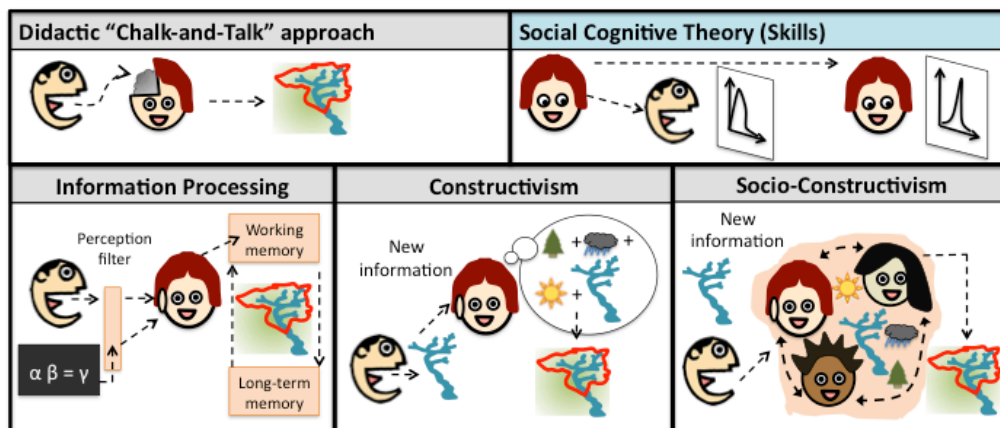 Didactic “Chalk-and-Talk” approach
Social Cognitive Theory (Skills)
Information Processing
Perception
filter
Working
memory
α β = γ
Long-term
memory
Constructivism
New
information
+
+
+
Socio-Constructivism
New
information